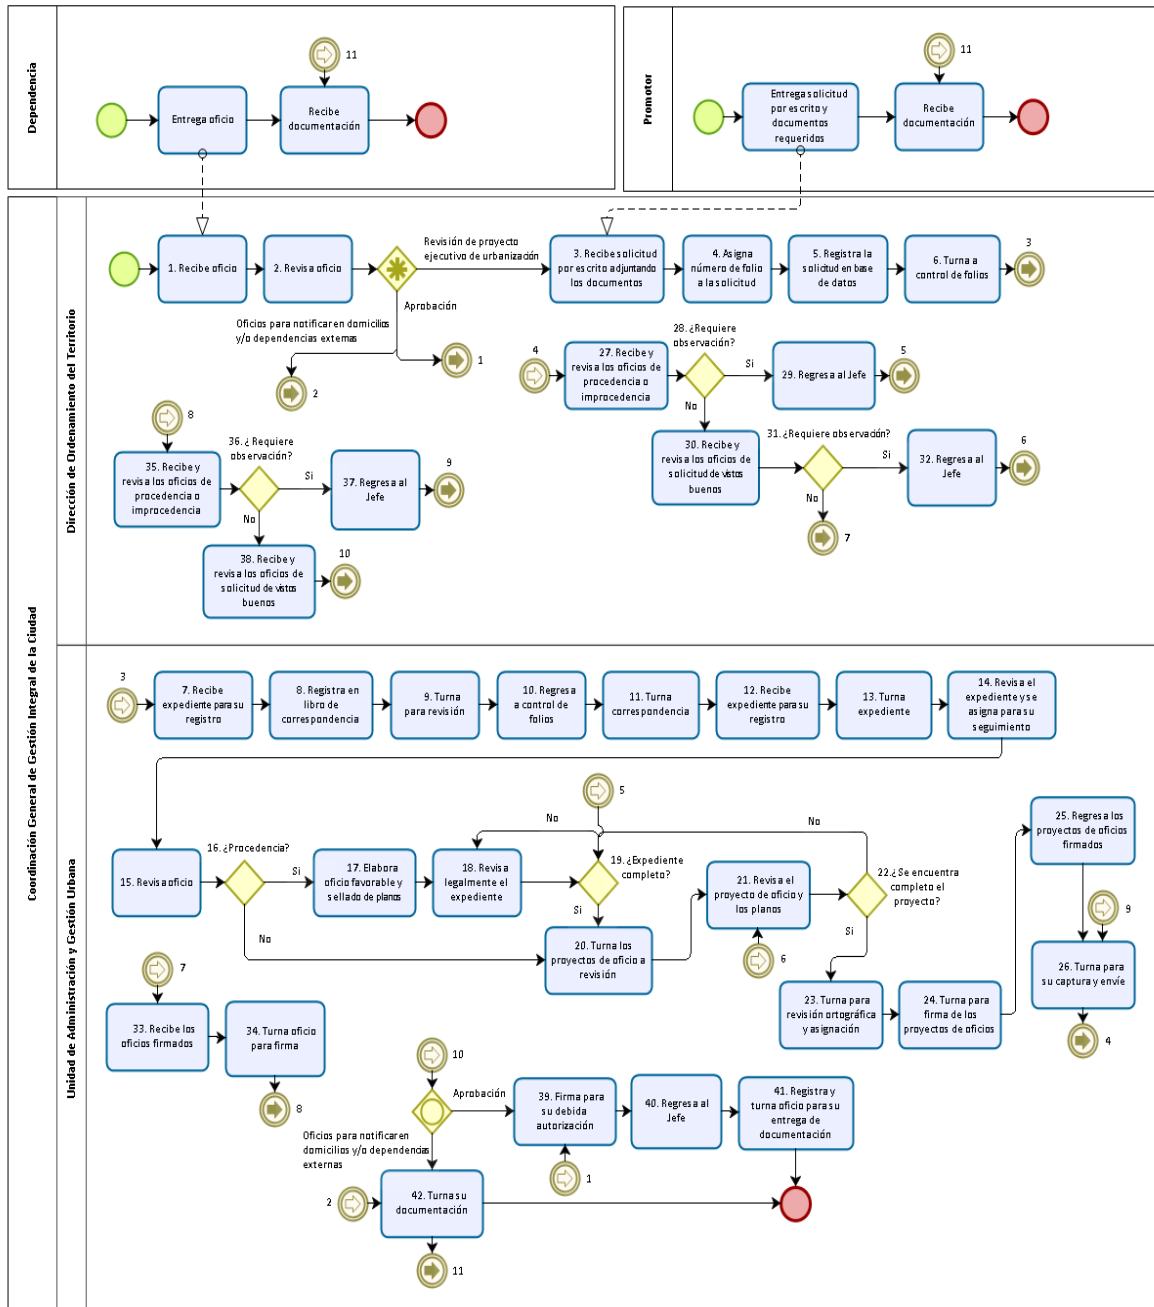 Dependencia
11
Entrega oficio
Recibe
documentación
Promotor
11
Entrega solicitud
por escrito y
documentos
requeridos
Recibe
documentación
Coordinación General de Gestión Integral de la Ciudad
Dirección de Ordenamiento del Territorio
1. Recibe oficio
2. Revisa oficio
Revisión de proyecto
ejecutivo de urbanización
3. Recibe solicitud
por escrito adjuntando
los documentos
4. Asigna
número de folio
a la solicitud
5. Registra la
solicitud en base
de datos
6. Turna a
control de folios
3
Aprobación
Oficios para notificar en domicilios
y/o dependencias externas
1
2
4
27. Recibe y
revisa los oficios de
procedencia o
improcedencia
28. ¿Requiere
observación?
Si
29. Regresa al Jefe
5
No
30. Recibe y
revisa los oficios de
solicitud de vistos
buenos
31. ¿Requiere observación?
Si
32. Regresa al
Jefe
6
No
7
8
35. Recibe y
revisa los oficios de
procedencia o
improcedencia
36. ¿Requiere
observación?
Si
37. Regresa al
Jefe
9
No
38. Recibe y
revisa los oficios de
solicitud de vistos
buenos
10
Unidad de Administración y Gestión Urbana
3
7. Recibe
expediente para su
registro
8. Registra en
libro de
correspondencia
9. Turna
para revisión
10. Regresa
a control de
folios
11. Turna
correspondencia
12. Recibe
expediente para su
registro
13. Turna
expediente
14. Revisa el
expediente y se
asigna para su
seguimiento
15. Revisa oficio
16. ¿Procedencia?
Si
17. Elabora
oficio favorable y
sellado de planos
18. Revisa
legalmente el
expediente
No
5
19. ¿Expediente
completo?
Si
No
20. Turna los
proyectos de oficio a
revisión
21. Revisa el
proyecto de oficio y
los planos
6
No
22.¿Se encuentra
completo el
proyecto?
Si
23. Turna para
revisión ortográfica
y asignación
24. Turna para
firma de los
proyectos de oficios
25. Regresa los
proyectos de oficios
firmados
9
26. Turna para
su captura y envíe
4
7
33. Recibe los
oficios firmados
34. Turna oficio
para firma
8
10
Aprobación
Oficios para notificar en
domicilios y/o dependencias
externas
39. Firma para
su debida
autorización
1
40. Regresa al
Jefe
41. Registra y
turna oficio para su
entrega de
documentación
2
42. Turna su
documentación
11